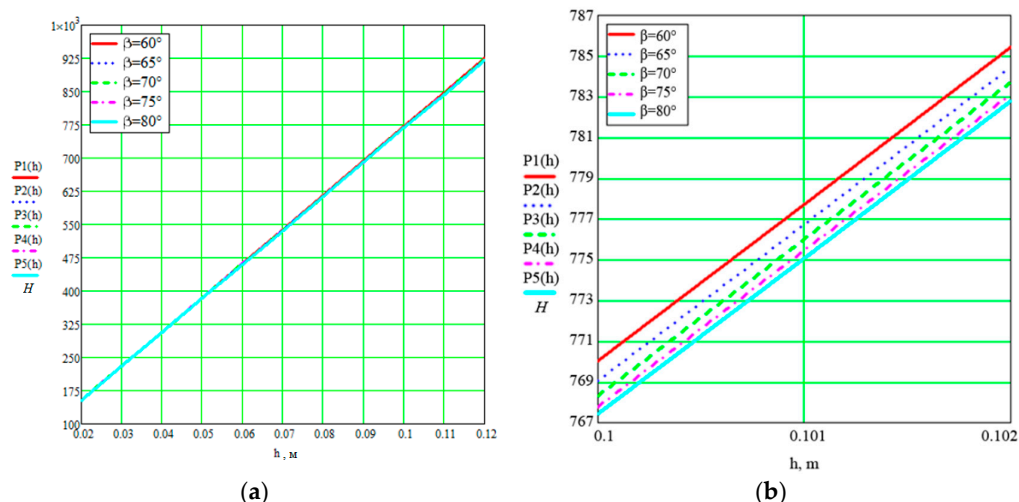 1×10³
925
850
775
700
625
550
475
400
325
250
175
100
β=60°
β=65°
β=70°
β=75°
β=80°
P1(h)
P2(h)
P3(h)
P4(h)
P5(h)
H
0.02 0.03 0.04 0.05 0.06 0.07 0.08 0.09 0.1 0.11 0.12
h , м
(a)
787
785
783
781
779
777
775
773
771
769
767
β=60°
β=65°
β=70°
β=75°
β=80°
P1(h)
P2(h)
P3(h)
P4(h)
P5(h)
H
0.1 0.101 0.102
h, m
(b)